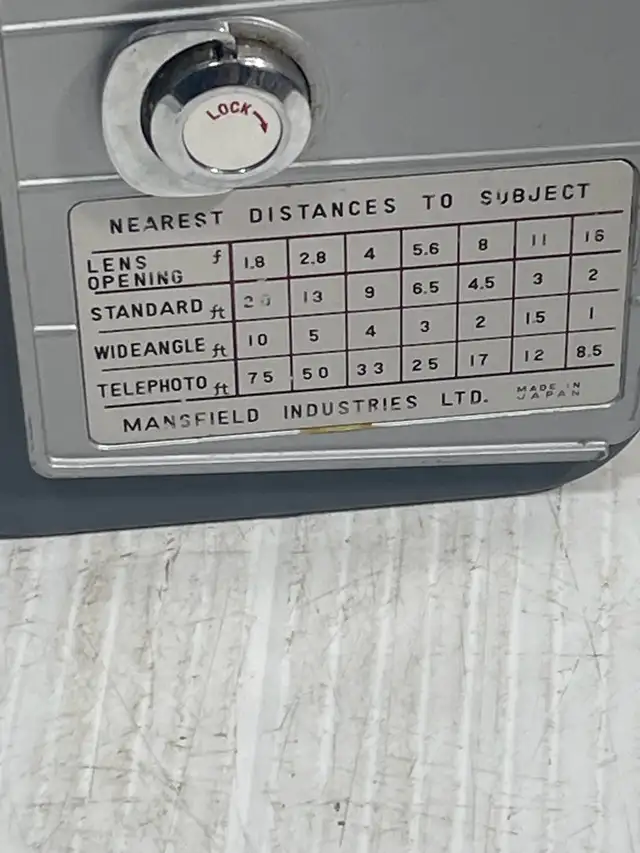 LOCK
NEAREST DISTANCES TO SUBJECT
LENS OPENING f 1.8 2.8 4 5.6 8 11 16
STANDARD ft 13 9 6.5 4.5 3 2
WIDEANGLE ft 10 5 4 3 2 1.5 1
TELEPHOTO ft 75 50 33 25 17 12 8.5
MANSFIELD INDUSTRIES LTD. MADE IN JAPAN